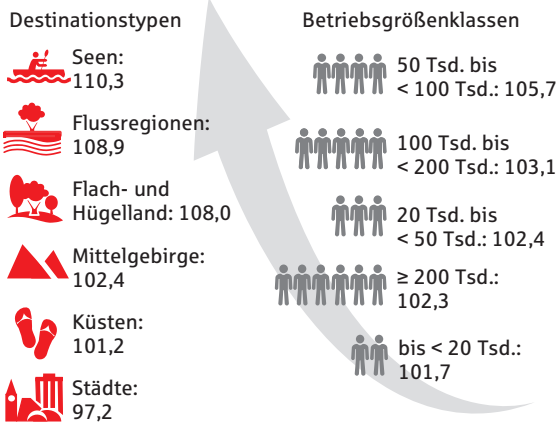 Destinationstypen
Seen:
110,3
Flussregionen:
108,9
Flach- und
Hügelland: 108,0
Mittelgebirge:
102,4
Küsten:
101,2
Städte:
97,2
Betriebsgrößenklassen
50 Tsd. bis
< 100 Tsd.: 105,7
100 Tsd. bis
< 200 Tsd.: 103,1
20 Tsd. bis
< 50 Tsd.: 102,4
≥ 200 Tsd.:
102,3
bis < 20 Tsd.:
101,7